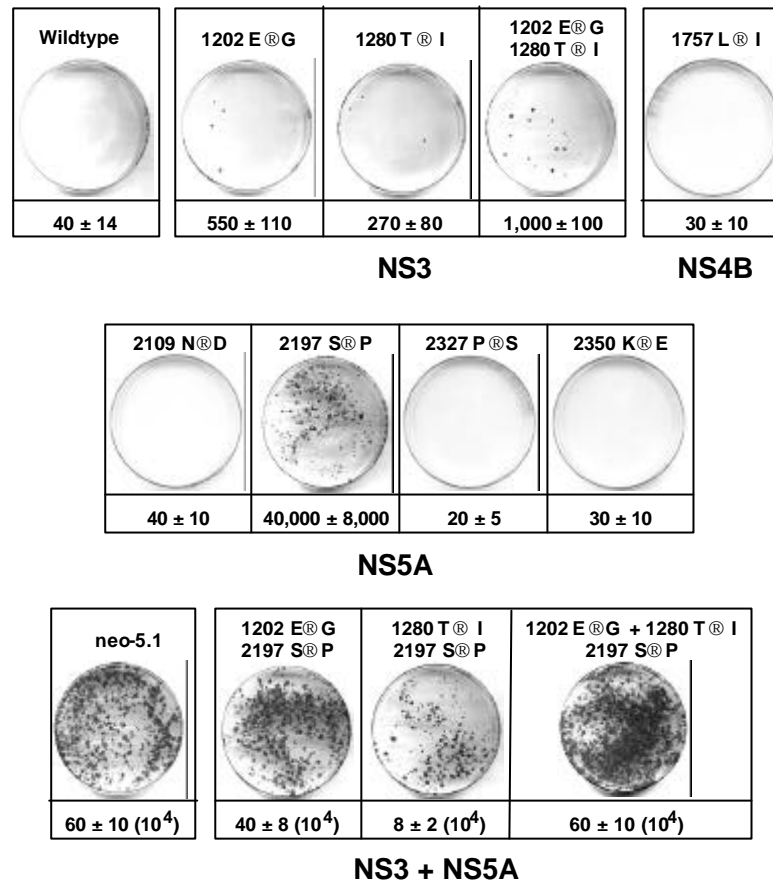 Wildtype
1202 E®G
1280 T ® I
1202 E®G
1280 T ® I
1757 L® I
40 ± 14
550 ± 110
270 ± 80
1,000 ± 100
30 ± 10
NS3
NS4B
2109 N®D
2197 S®P
2327 P®S
2350 K®E
40 ± 10
40,000 ± 8,000
20 ± 5
30 ± 10
NS5A
neo-5.1
1202 E®G
2197 S®P
1280 T® I
2197 S®P
1202 E®G + 1280 T® I
2197 S®P
60 ± 10 (10⁴)
40 ± 8 (10⁴)
8 ± 2 (10⁴)
60 ± 10 (10⁴)
NS3 + NS5A